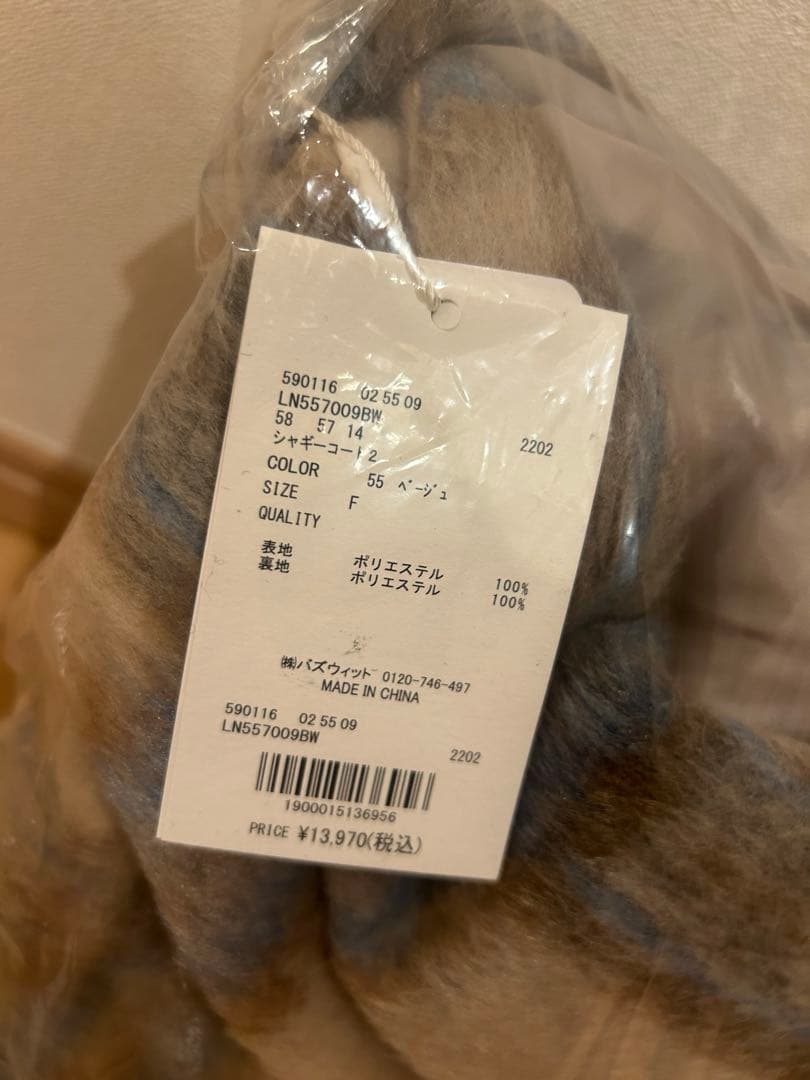 590116 02 55 09
LN557009BW
58 57 14 2202
シャギーコート2
COLOR 55 ベージュ
SIZE F
QUALITY
表地 ポリエステル 100%
裏地 ポリエステル 100%
㈱バズウィット 0120-746-497
MADE IN CHINA
590116 02 55 09
LN557009BW
2202
1900015136956
PRICE ¥13,970(税込)